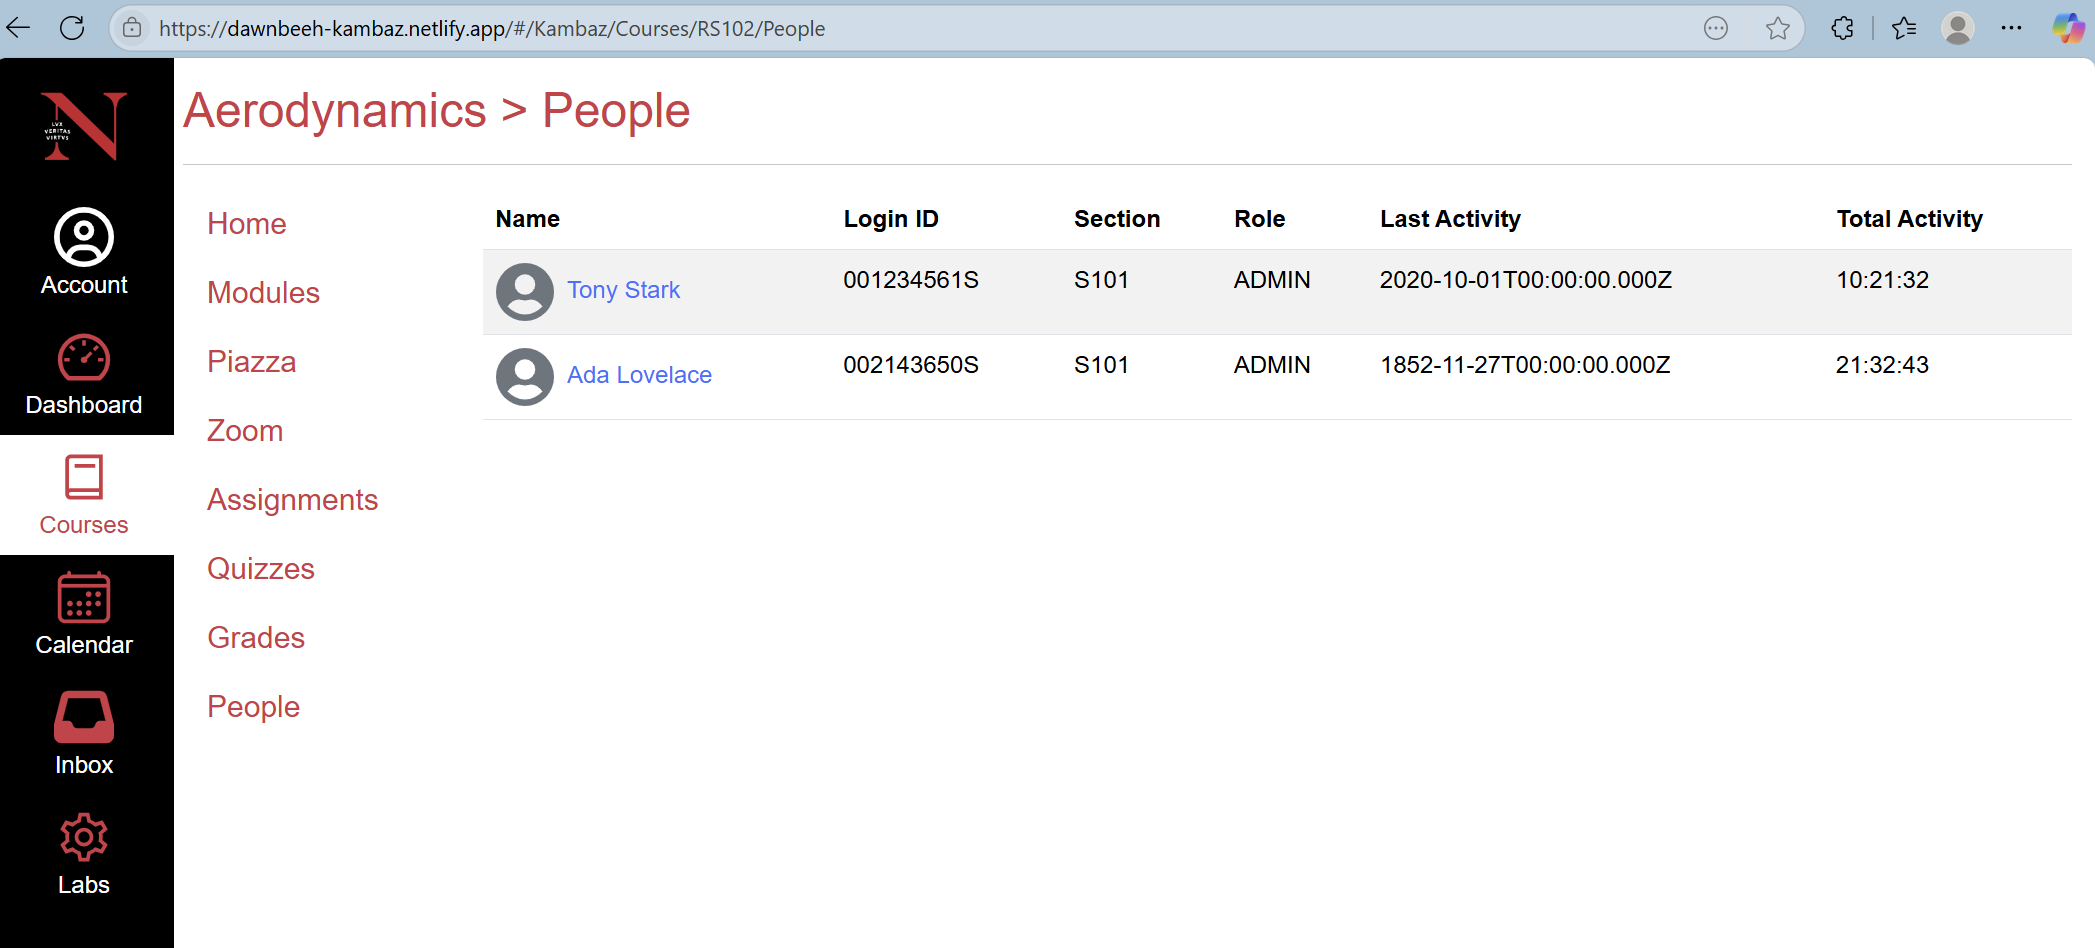 https://dawnbeeh-kambaz.netlify.app/#/Kambaz/Courses/RS102/People
LVX
VERITAS
VIRTVS
Account
Dashboard
Courses
Calendar
Inbox
Labs
Aerodynamics > People
Home
Modules
Piazza
Zoom
Assignments
Quizzes
Grades
People
Name Login ID Section Role Last Activity Total Activity
Tony Stark 001234561S S101 ADMIN 2020-10-01T00:00:00.000Z 10:21:32
Ada Lovelace 002143650S S101 ADMIN 1852-11-27T00:00:00.000Z 21:32:43